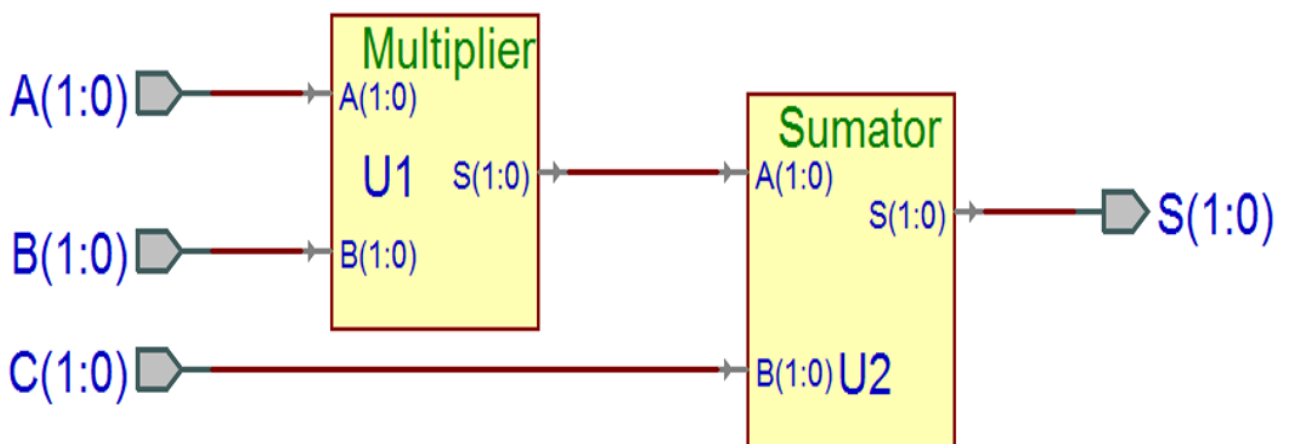 Multiplier
A(1:0)
A(1:0)
U1
S(1:0)
B(1:0)
B(1:0)
Sumator
A(1:0)
S(1:0)
S(1:0)
C(1:0)
B(1:0)
U2